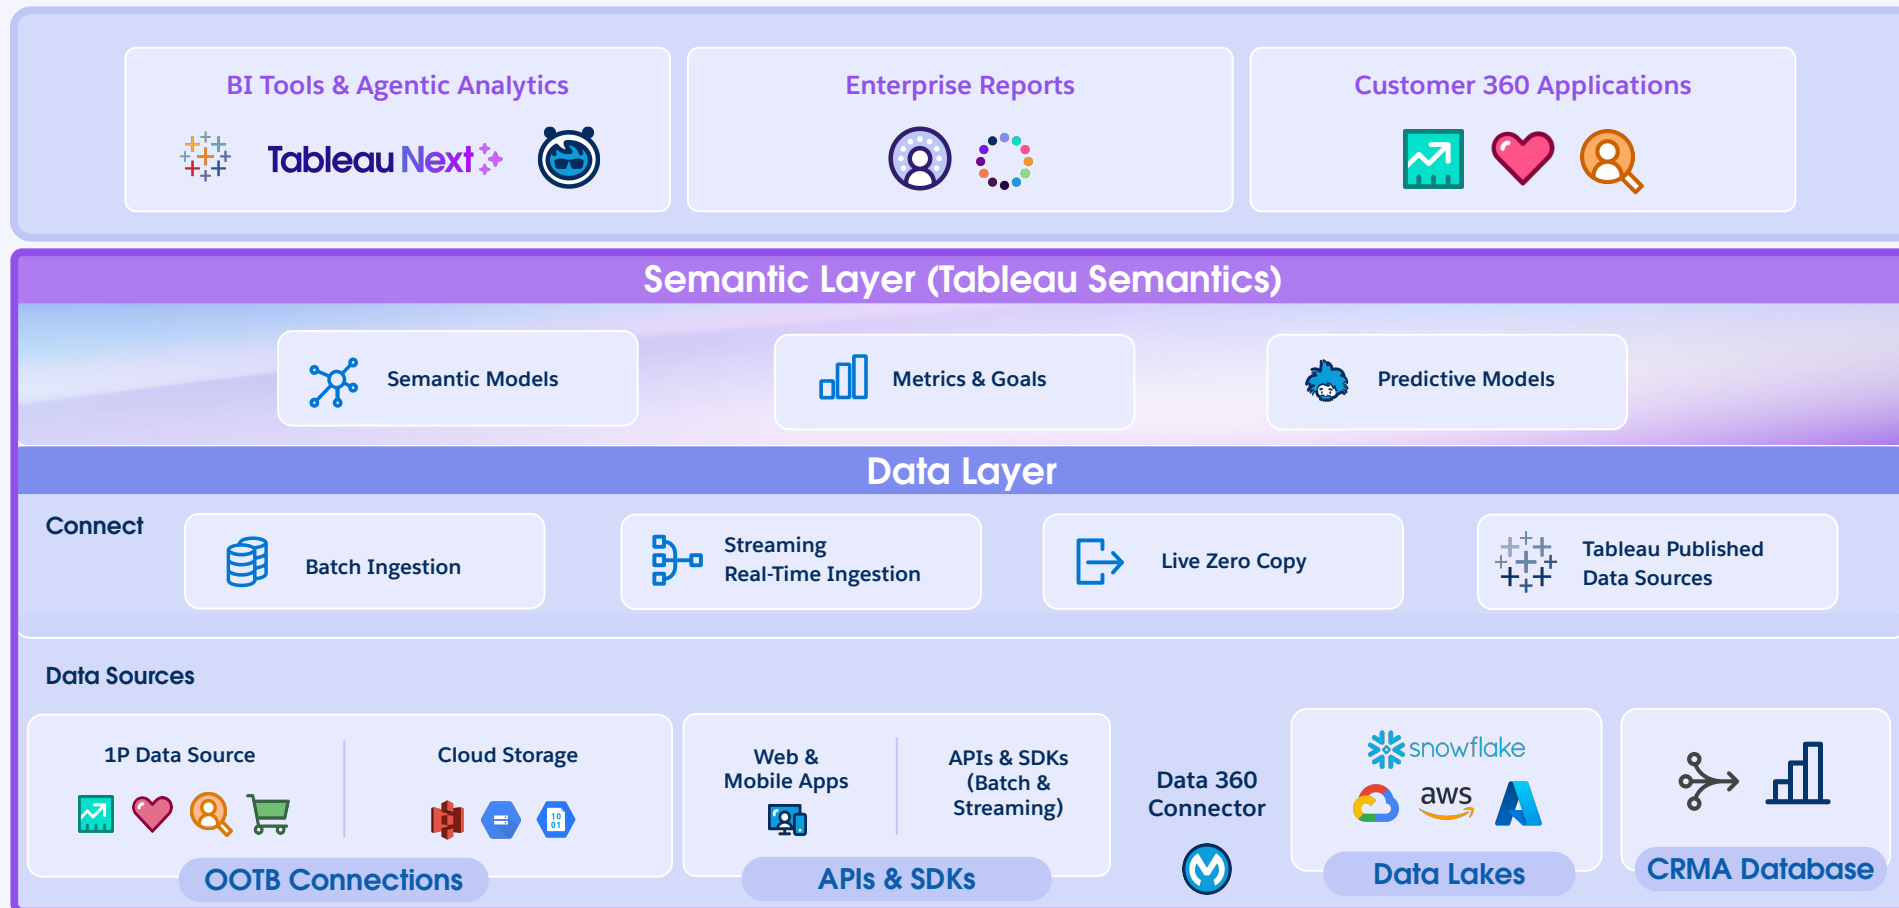 BI Tools & Agentic Analytics
Tableau Next
Enterprise Reports
Customer 360 Applications
Semantic Layer (Tableau Semantics)
Semantic Models
Metrics & Goals
Predictive Models
Data Layer
Connect
Batch Ingestion
Streaming
Real-Time Ingestion
Live Zero Copy
Tableau Published
Data Sources
Data Sources
1P Data Source
Cloud Storage
10
01
OOTB Connections
Web &
Mobile Apps
APIs & SDKs
(Batch &
Streaming)
APIs & SDKs
Data 360
Connector
snowflake
aws
Data Lakes
CRMA Database